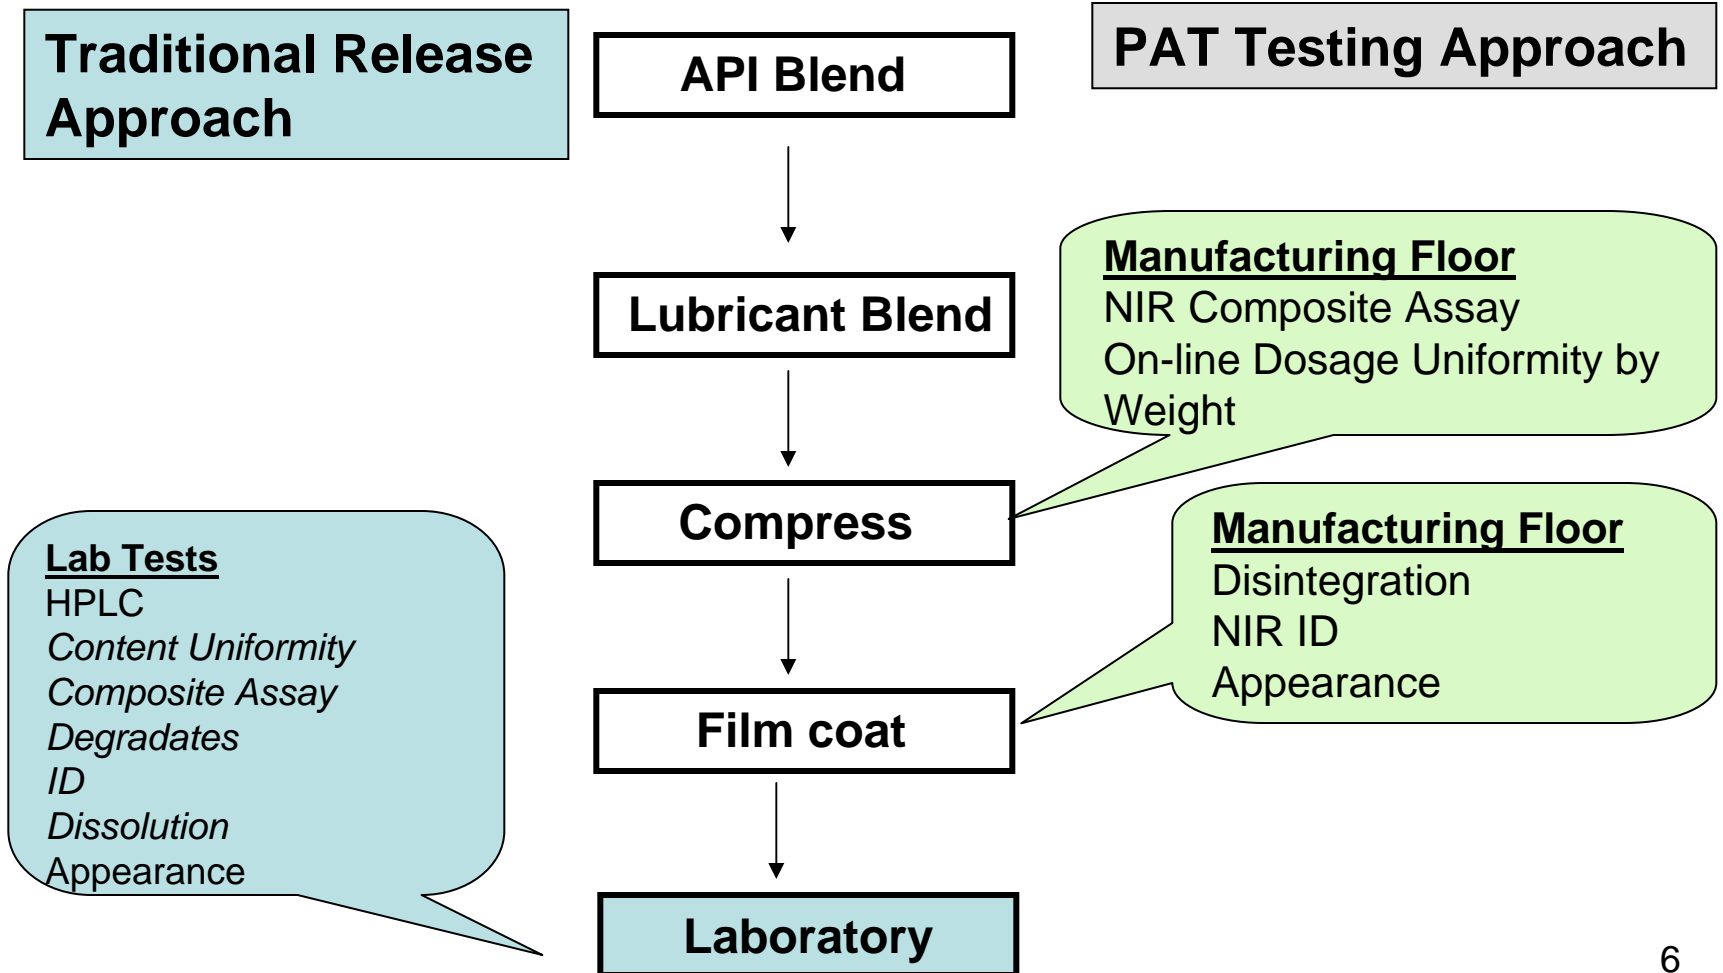 Traditional Release
Approach
API Blend
PAT Testing Approach
Manufacturing Floor
NIR Composite Assay
On-line Dosage Uniformity by
Weight
Lubricant Blend
Compress
Manufacturing Floor
Disintegration
NIR ID
Appearance
Lab Tests
HPLC
Content Uniformity
Composite Assay
Degradates
ID
Dissolution
Appearance
Film coat
Laboratory
6